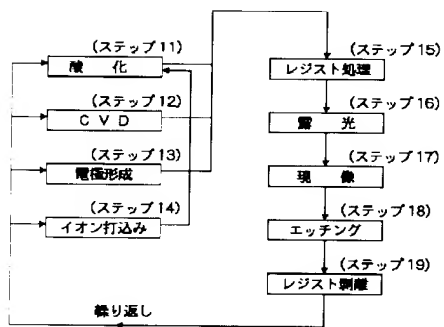 (ステップ11)
酸 化
(ステップ12)
C V D
(ステップ13)
電極形成
(ステップ14)
イオン打込み
(ステップ15)
レジスト処理
(ステップ16)
露 光
(ステップ17)
現 像
(ステップ18)
エッチング
(ステップ19)
レジスト剥離
繰り返し